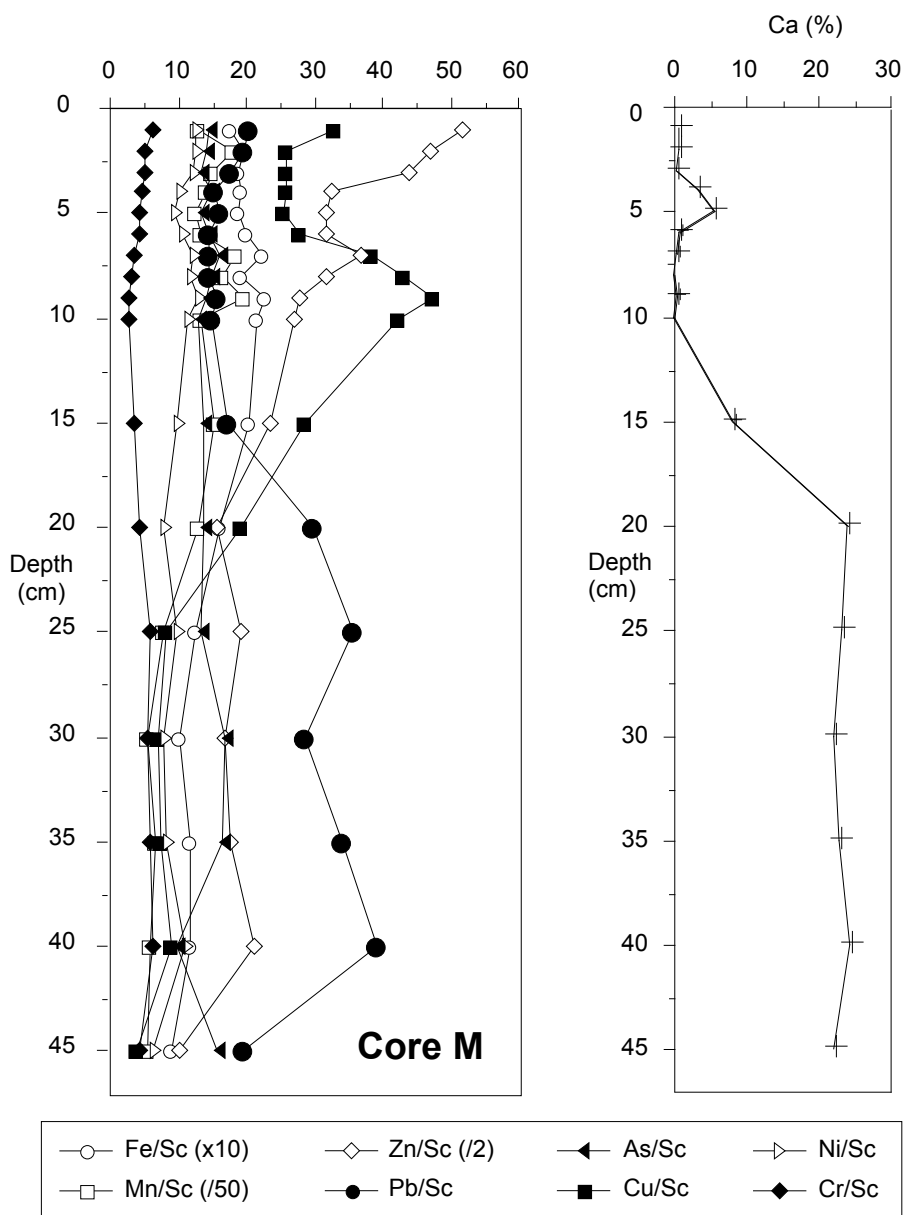 Ca (%)
0 10 20 30 40 50 60
0 10 20 30
0
5
10
15
20
Depth
(cm)
25
30
35
40
45
Core M
0
5
10
15
20
Depth
(cm)
25
30
35
40
45
Fe/Sc (x10) Zn/Sc (/2) As/Sc Ni/Sc
Mn/Sc (/50) Pb/Sc Cu/Sc Cr/Sc